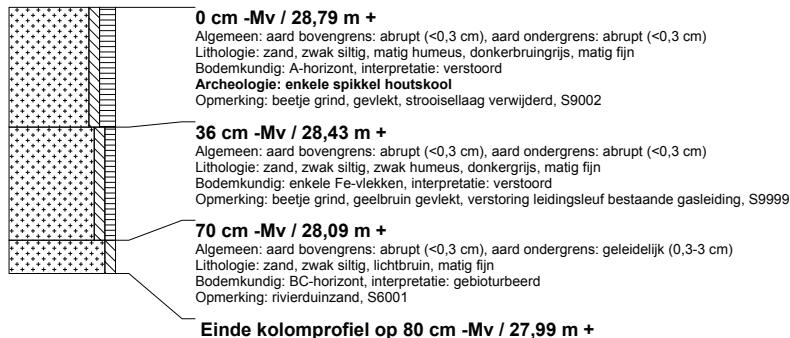 0 cm -Mv / 28,79 m +
Algemeen: aard bovengrens: abrupt (<0,3 cm), aard ondergrens: abrupt (<0,3 cm)
Lithologie: zand, zwak siltig, matig humeus, donkerbruingrijs, matig fijn
Bodemkundig: A-horizont, interpretatie: verstoord
Archeologie: enkele spikkel houtskool
Opmerking: beetje grind, gevlekt, strooisellaag verwijderd, S9002
36 cm -Mv / 28,43 m +
Algemeen: aard bovengrens: abrupt (<0,3 cm), aard ondergrens: abrupt (<0,3 cm)
Lithologie: zand, zwak siltig, zwak humeus, donkergrijs, matig fijn
Bodemkundig: enkele Fe-vlekken, interpretatie: verstoord
Opmerking: beetje grind, geelbruin gevlekt, verstoring leidingsleuf bestaande gasleiding, S9999
70 cm -Mv / 28,09 m +
Algemeen: aard bovengrens: abrupt (<0,3 cm), aard ondergrens: geleidelijk (0,3-3 cm)
Lithologie: zand, zwak siltig, lichtbruin, matig fijn
Bodemkundig: BC-horizont, interpretatie: gebioturbeerd
Opmerking: rivierduinzand, S6001
Einde kolomprofiel op 80 cm -Mv / 27,99 m +